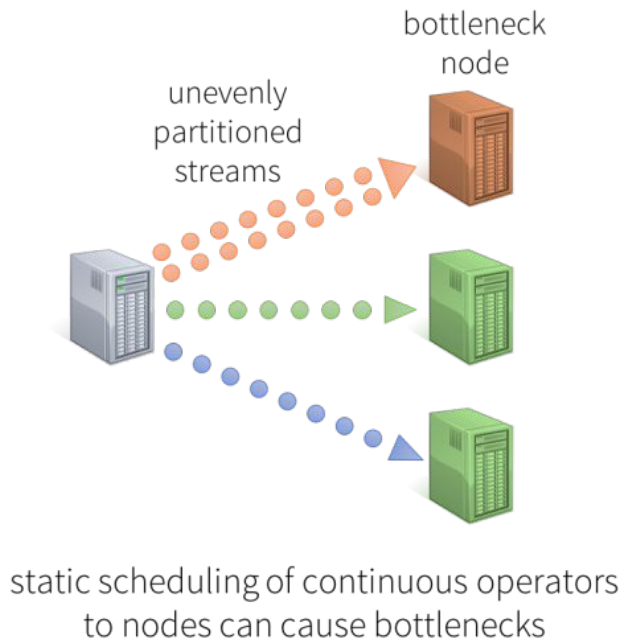 bottleneck
node
unevenly
partitioned
streams
static scheduling of continuous operators
to nodes can cause bottlenecks